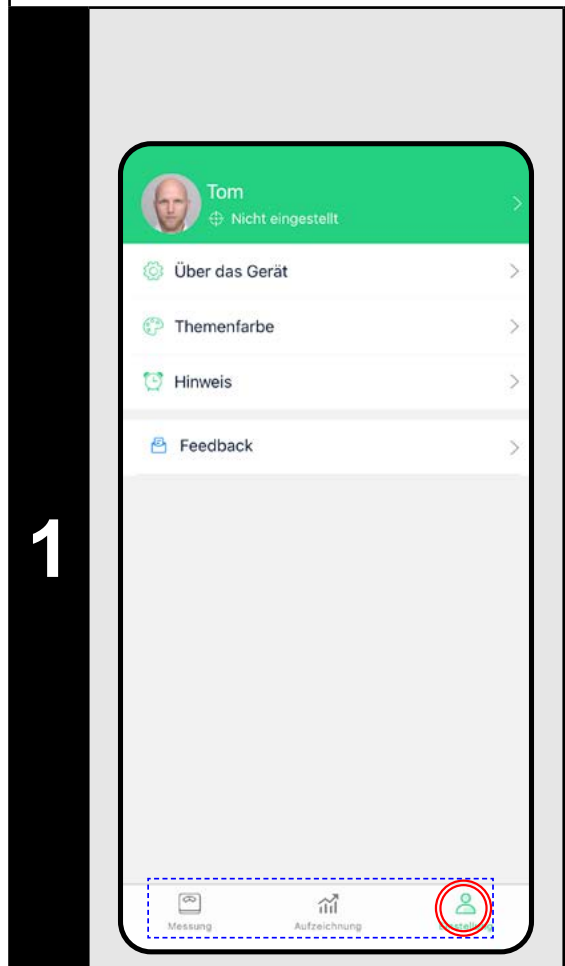 Tom
Nicht eingestellt
Über das Gerät
Themenfarbe
Hinweis
Feedback
1
Messung
Aufzeichnung